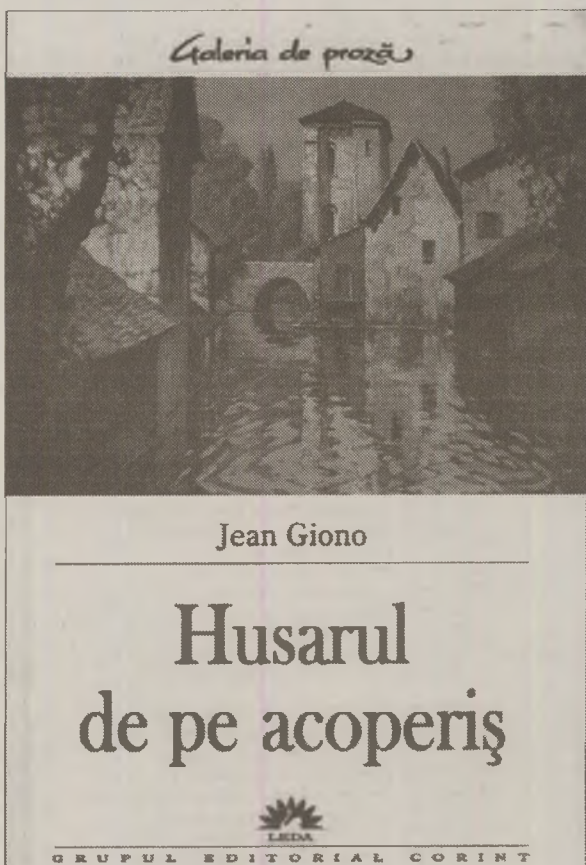 Galeria de proză
Jean Giono
Husarul
de pe acoperiş
LEDA
GRUPUL EDITORIAL CORINT